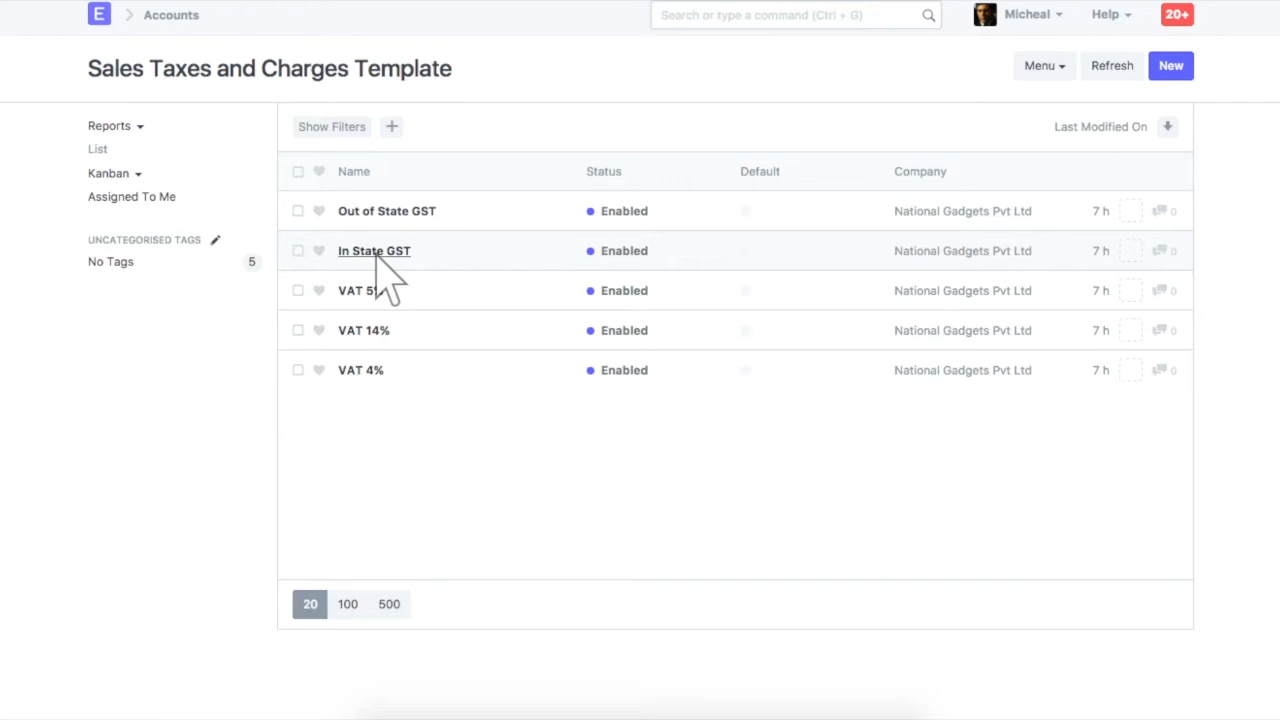 E Accounts Search or type a command (Ctrl + G) Micheal Help 20+
Sales Taxes and Charges Template Menu Refresh New
Reports Show Filters Last Modified On
List
Kanban Name Status Default Company
Assigned To Me
Out of State GST Enabled National Gadgets Pvt Ltd 7 h 0
UNCATEGORISED TAGS
In State GST Enabled National Gadgets Pvt Ltd 7 h 0
No Tags 5
VAT 5% Enabled National Gadgets Pvt Ltd 7 h 0
VAT 14% Enabled National Gadgets Pvt Ltd 7 h 0
VAT 4% Enabled National Gadgets Pvt Ltd 7 h 0
20 100 500